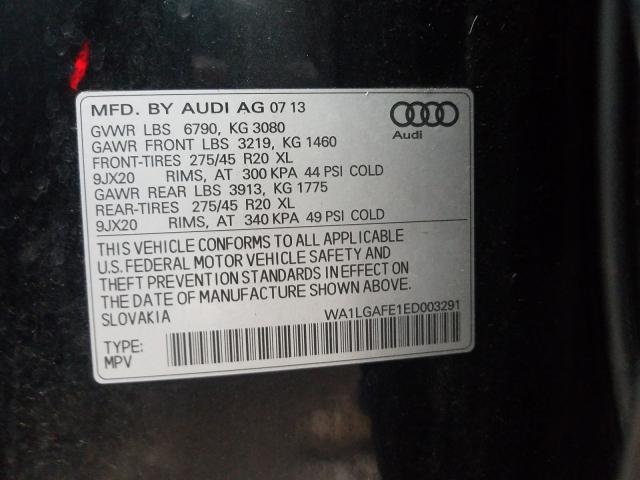 MFD. BY AUDI AG 07 13
GVWR LBS 6790, KG 3080
GAWR FRONT LBS 3219, KG 1460
FRONT-TIRES 275/45 R20 XL
9JX20 RIMS, AT 300 KPA 44 PSI COLD
GAWR REAR LBS 3913, KG 1775
REAR-TIRES 275/45 R20 XL
9JX20 RIMS, AT 340 KPA 49 PSI COLD
Audi
THIS VEHICLE CONFORMS TO ALL APPLICABLE
U.S. FEDERAL MOTOR VEHICLE SAFETY AND
THEFT PREVENTION STANDARDS IN EFFECT ON
THE DATE OF MANUFACTURE SHOWN ABOVE.
SLOVAKIA WA1LGAFE1ED003291
TYPE:
MPV